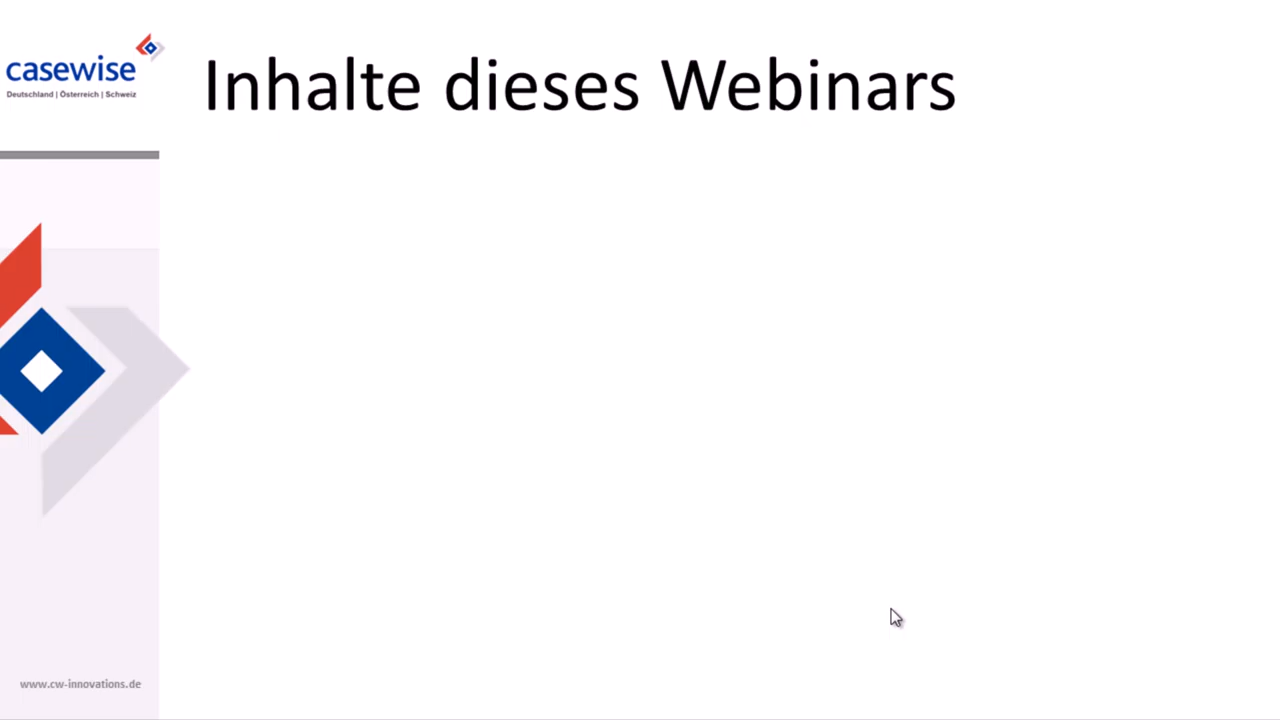 casewise
Deutschland | Österreich | Schweiz
Inhalte dieses Webinars
www.cw-innovations.de